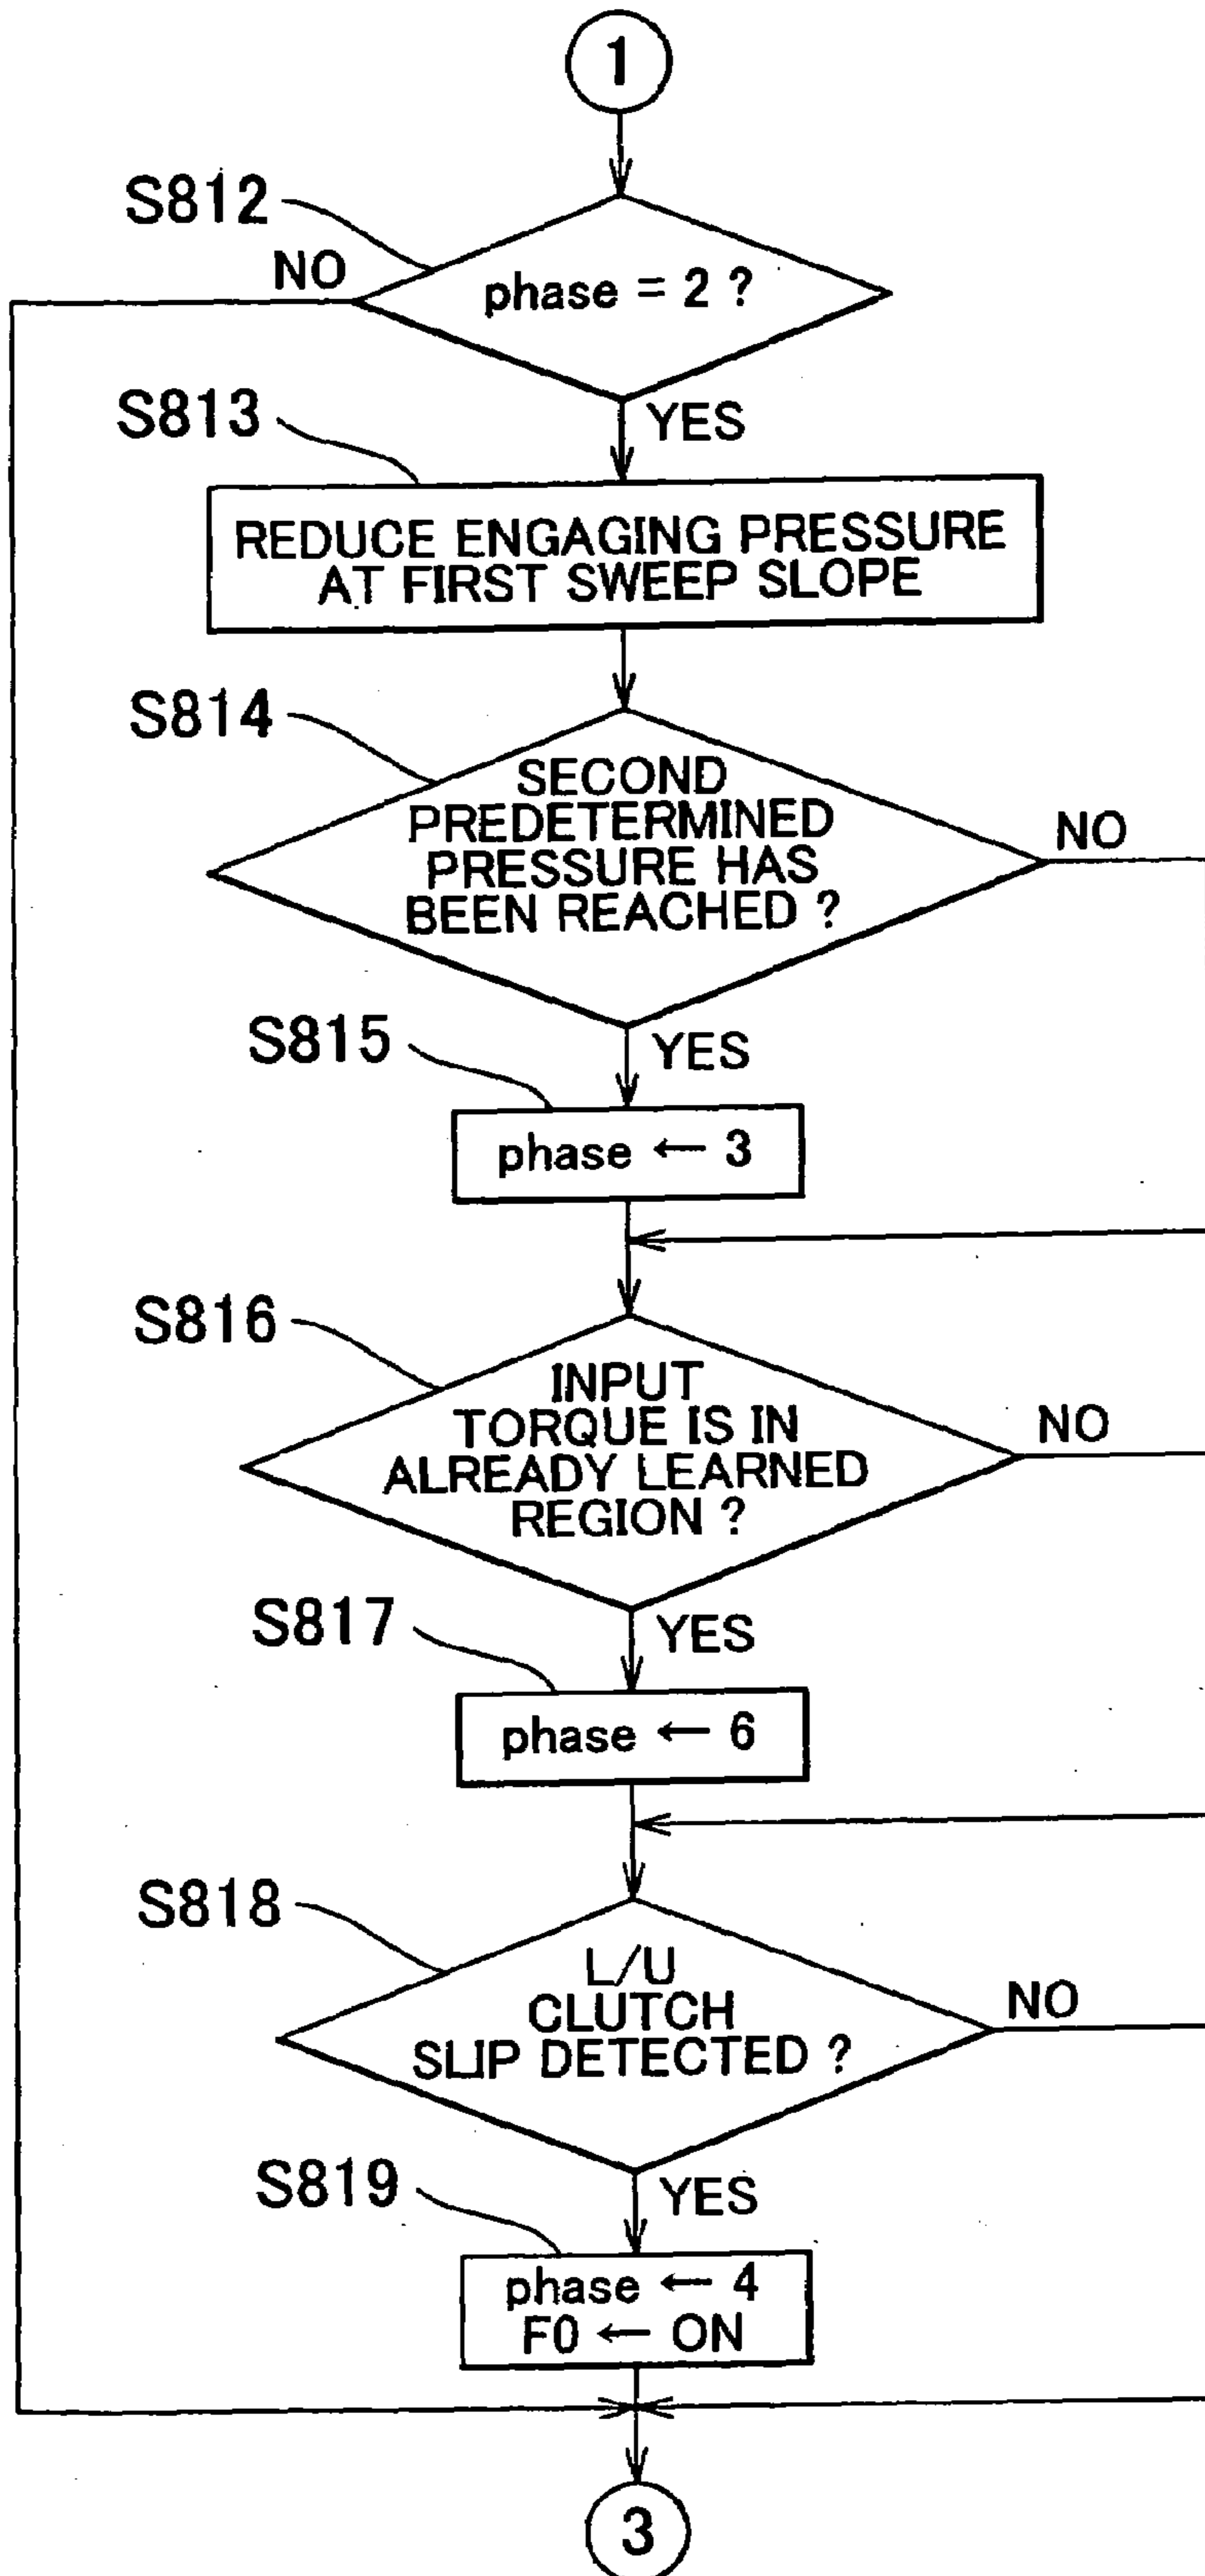 1
S812
NO
phase = 2 ?
S813
YES
REDUCE ENGAGING PRESSURE
AT FIRST SWEEP SLOPE
S814
SECOND
PREDETERMINED
PRESSURE HAS
BEEN REACHED ?
NO
S815
YES
phase ← 3
S816
INPUT
TORQUE IS IN
ALREADY LEARNED
REGION ?
NO
S817
YES
phase ← 6
S818
L/U
CLUTCH
SLIP DETECTED ?
NO
S819
YES
phase ← 4
F0 ← ON
3